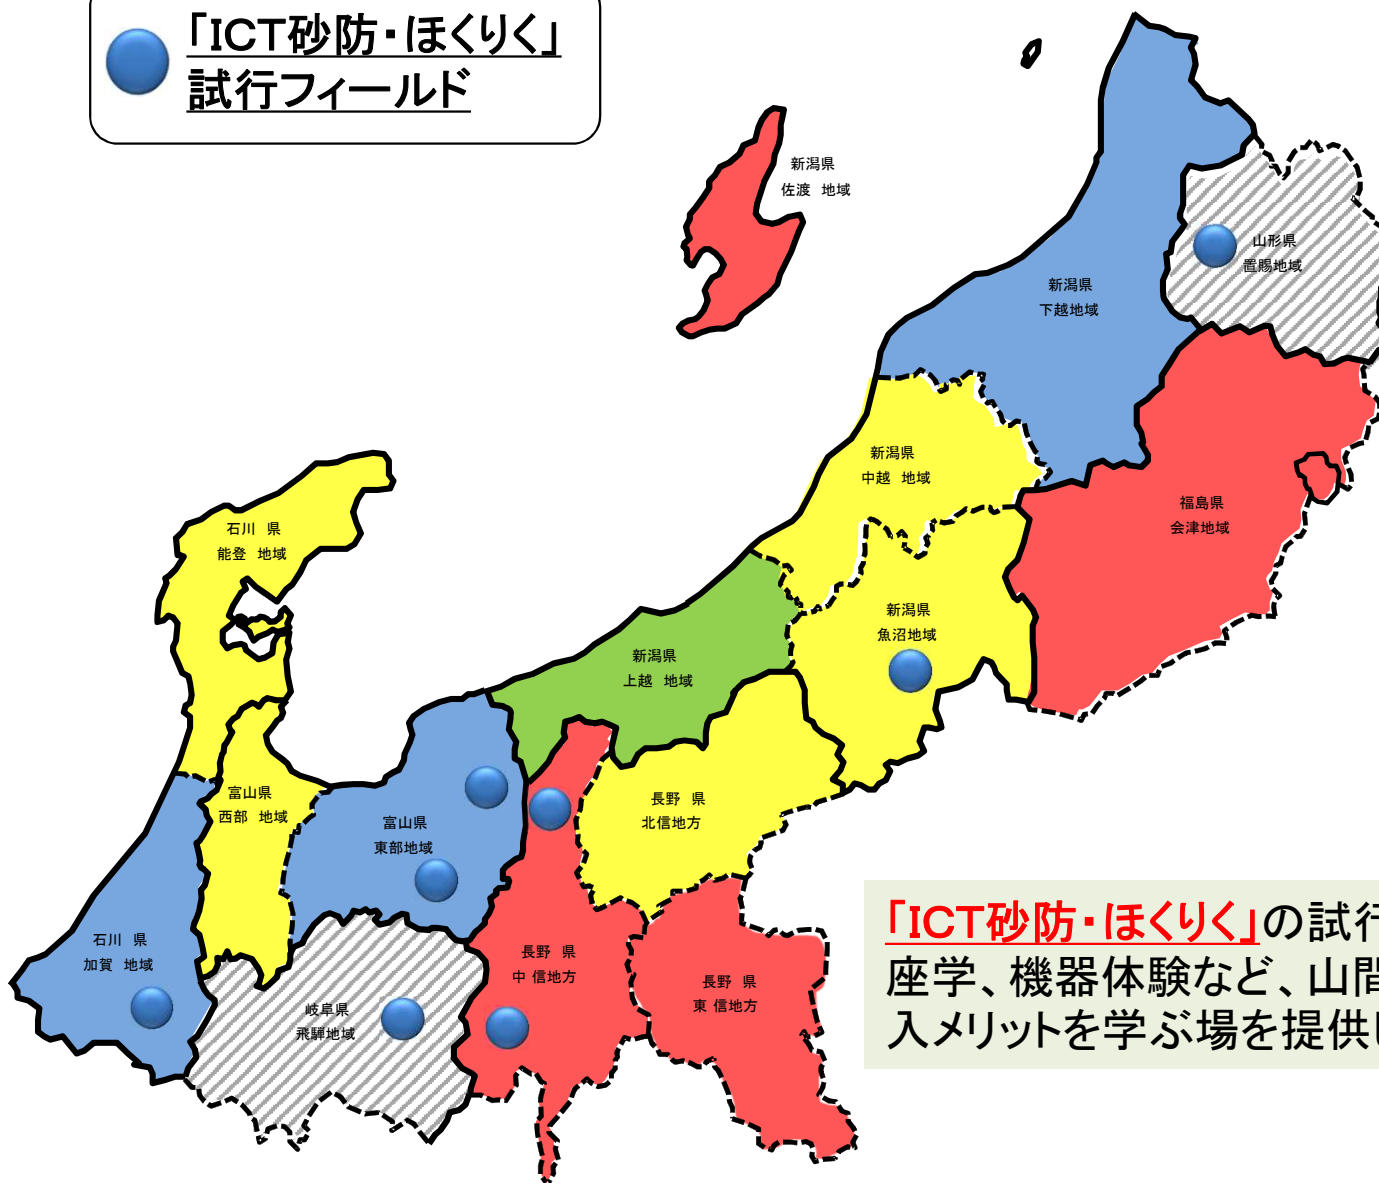 「ICT砂防・ほくりく」
試行フィールド
新潟県
佐渡 地域
山形県
置賜地域
新潟県
下越地域
新潟県
中越 地域
福島県
会津地域
石川 県
能登 地域
新潟県
魚沼地域
新潟県
上越 地域
富山県
西部 地域
富山県
東部地域
長野 県
北信地方
石川 県
加賀 地域
岐阜県
飛騨地域
長野 県
中 信地方
長野 県
東 信地方
「ICT砂防・ほくりく」の試行
座学、機器体験など、山間
入メリットを学ぶ場を提供し